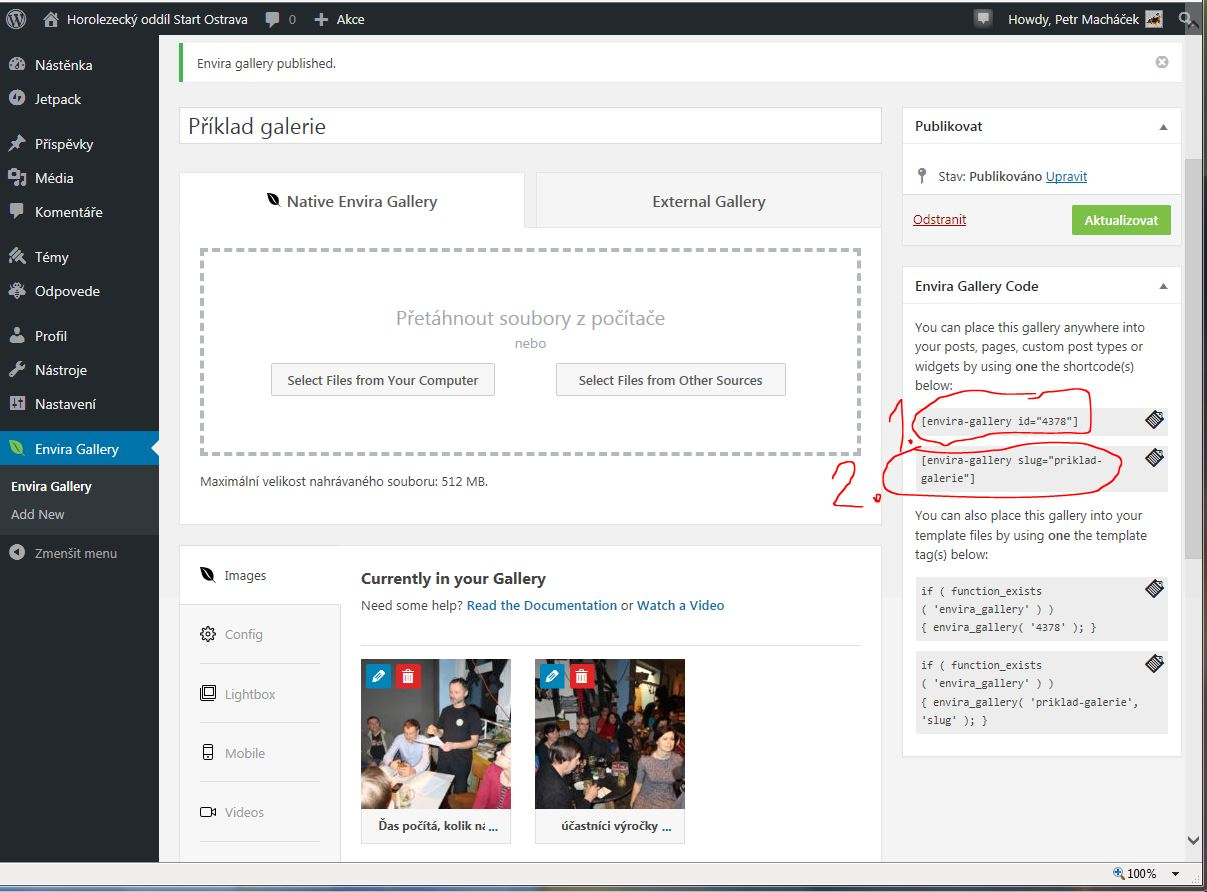 Horolezecký oddíl Start Ostrava 0 + Akce Howdy, Petr Macháček
Nástěnka
Jetpack
Příspěvky
Média
Komentáře
Témy
Odpovede
Profil
Nástroje
Nastavení
Envira Gallery
Envira Gallery
Add New
Zmenšit menu
Envira gallery published.
Příklad galerie
Native Envira Gallery
External Gallery
Přetáhnout soubory z počítače
nebo
Select Files from Your Computer
Select Files from Other Sources
Maximální velikost nahrávaného souboru: 512 MB.
Images
Config
Lightbox
Mobile
Videos
Currently in your Gallery
Need some help? Read the Documentation or Watch a Video
Ďas počítá, kolik ná ...
účastníci výročky ...
Publikovat
Stav: Publikováno Upravit
Odstranit
Aktualizovat
Envira Gallery Code
You can place this gallery anywhere into
your posts, pages, custom post types or
widgets by using one the shortcode(s)
below:
1.
[envira-gallery id="4378"]
2.
[envira-gallery slug="priklad-
galerie"]
You can also place this gallery into your
template files by using one the template
tag(s) below:
if ( function_exists
( 'envira_gallery' ) )
{ envira_gallery( '4378' ); }
if ( function_exists
( 'envira_gallery' ) )
{ envira_gallery( 'priklad-galerie',
'slug' ); }
100%